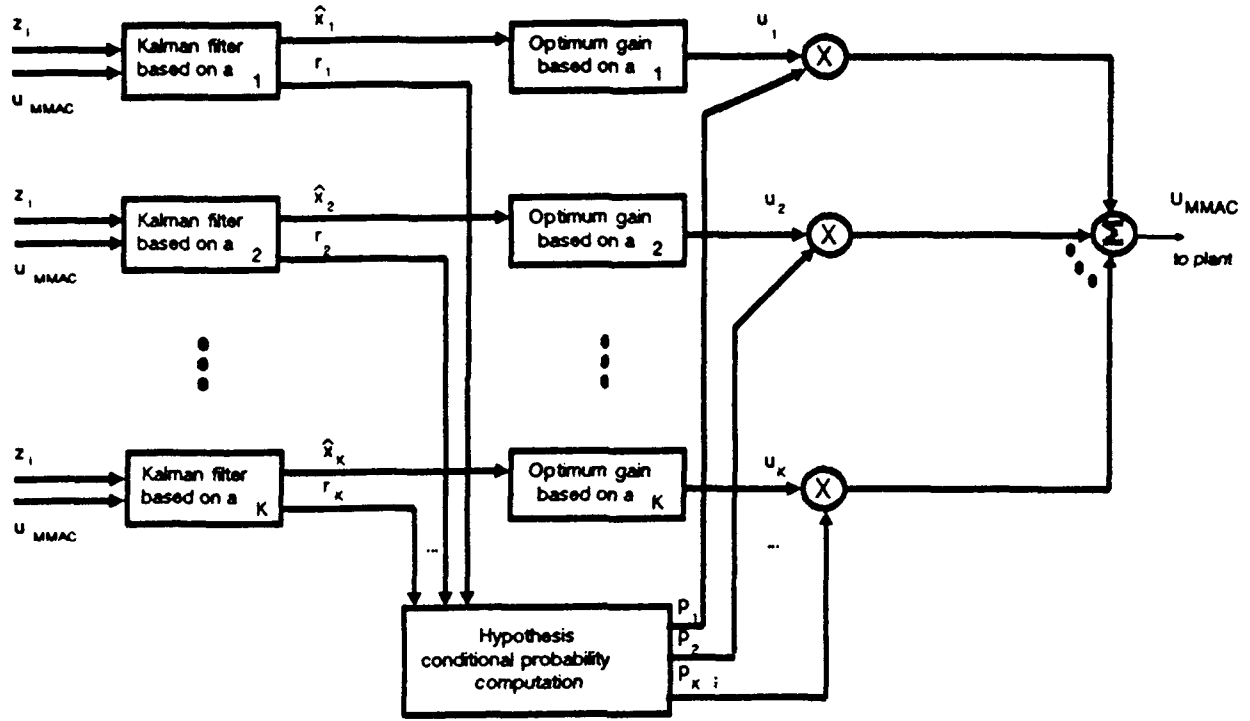 z i
u MMAC
Kalman filter
based on a 1
x̂ 1
r 1
Optimum gain
based on a 1
u 1
X
z i
u MMAC
Kalman filter
based on a 2
x̂ 2
r 2
Optimum gain
based on a 2
u 2
X
Σ
U MMAC
to plant
z i
u MMAC
Kalman filter
based on a K
x̂ K
r K
Optimum gain
based on a K
u K
X
...
...
Hypothesis
conditional probability
computation
p 1
p 2
p K ;